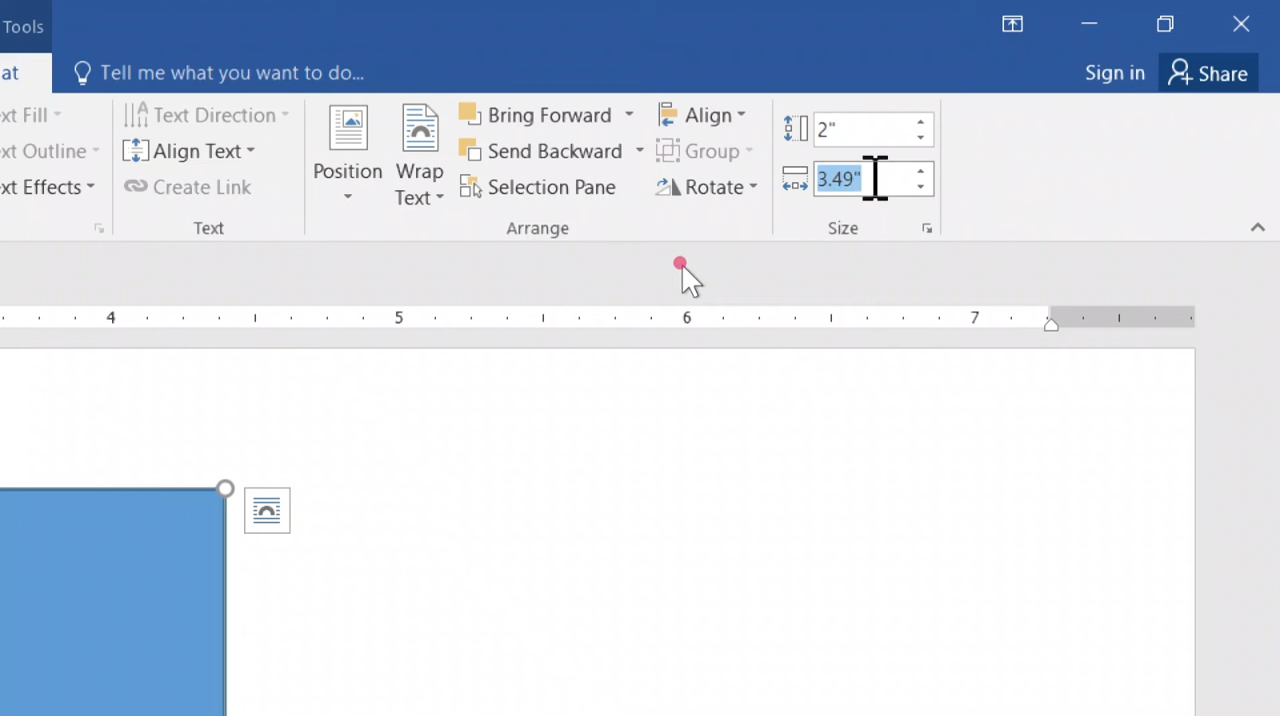 Tools
at
Tell me what you want to do...
Sign in
Share
xt Fill
Text Direction
Bring Forward
Align
2"
xt Outline
Align Text
Position
Wrap
Text
Send Backward
Group
3.49"
xt Effects
Create Link
Selection Pane
Rotate
Text
Arrange
Size
4 5 6 7